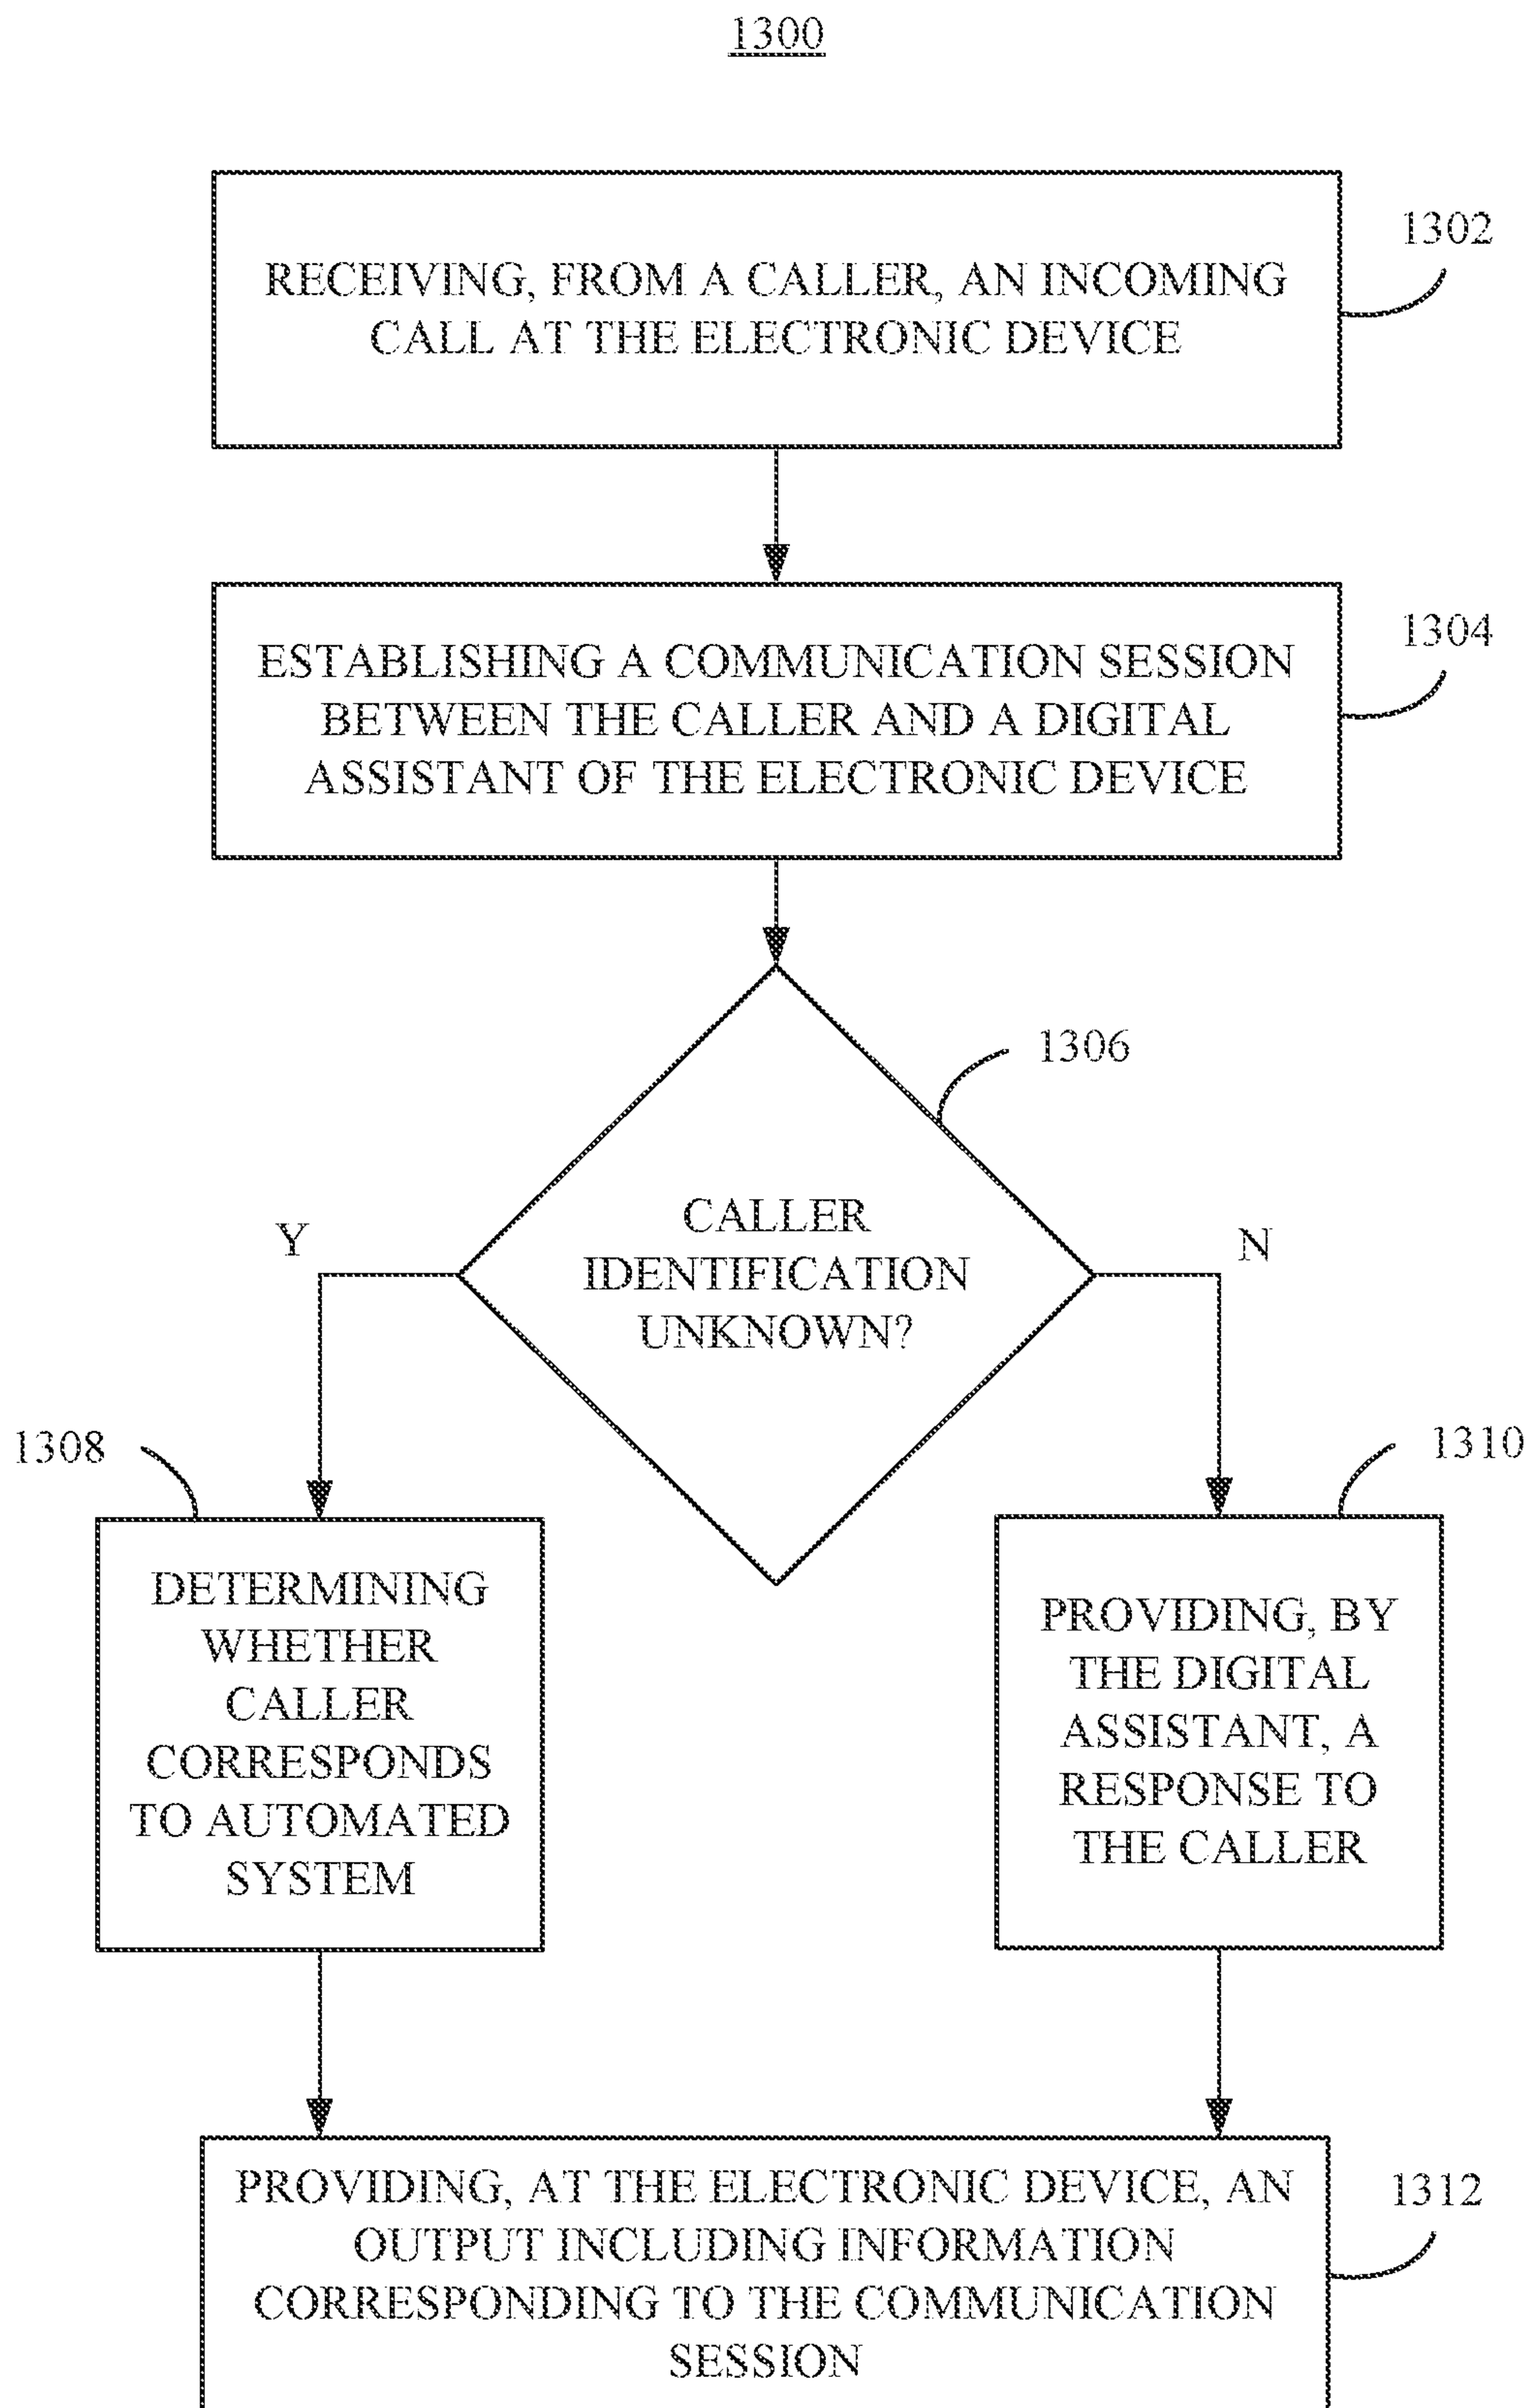 1300
RECEIVING, FROM A CALLER, AN INCOMING
CALL AT THE ELECTRONIC DEVICE
1302
ESTABLISHING A COMMUNICATION SESSION
BETWEEN THE CALLER AND A DIGITAL
ASSISTANT OF THE ELECTRONIC DEVICE
1304
1306
CALLER
IDENTIFICATION
UNKNOWN?
Y
N
1308
DETERMINING
WHETHER
CALLER
CORRESPONDS
TO AUTOMATED
SYSTEM
1310
PROVIDING, BY
THE DIGITAL
ASSISTANT, A
RESPONSE TO
THE CALLER
PROVIDING, AT THE ELECTRONIC DEVICE, AN
OUTPUT INCLUDING INFORMATION
CORRESPONDING TO THE COMMUNICATION
SESSION
1312